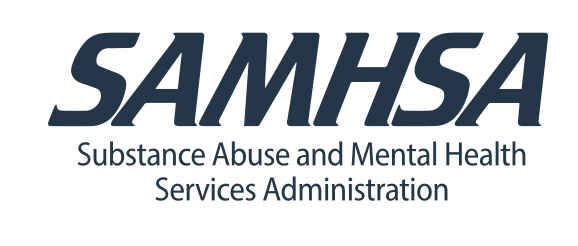 SAMHSA
Substance Abuse and Mental Health
Services Administration